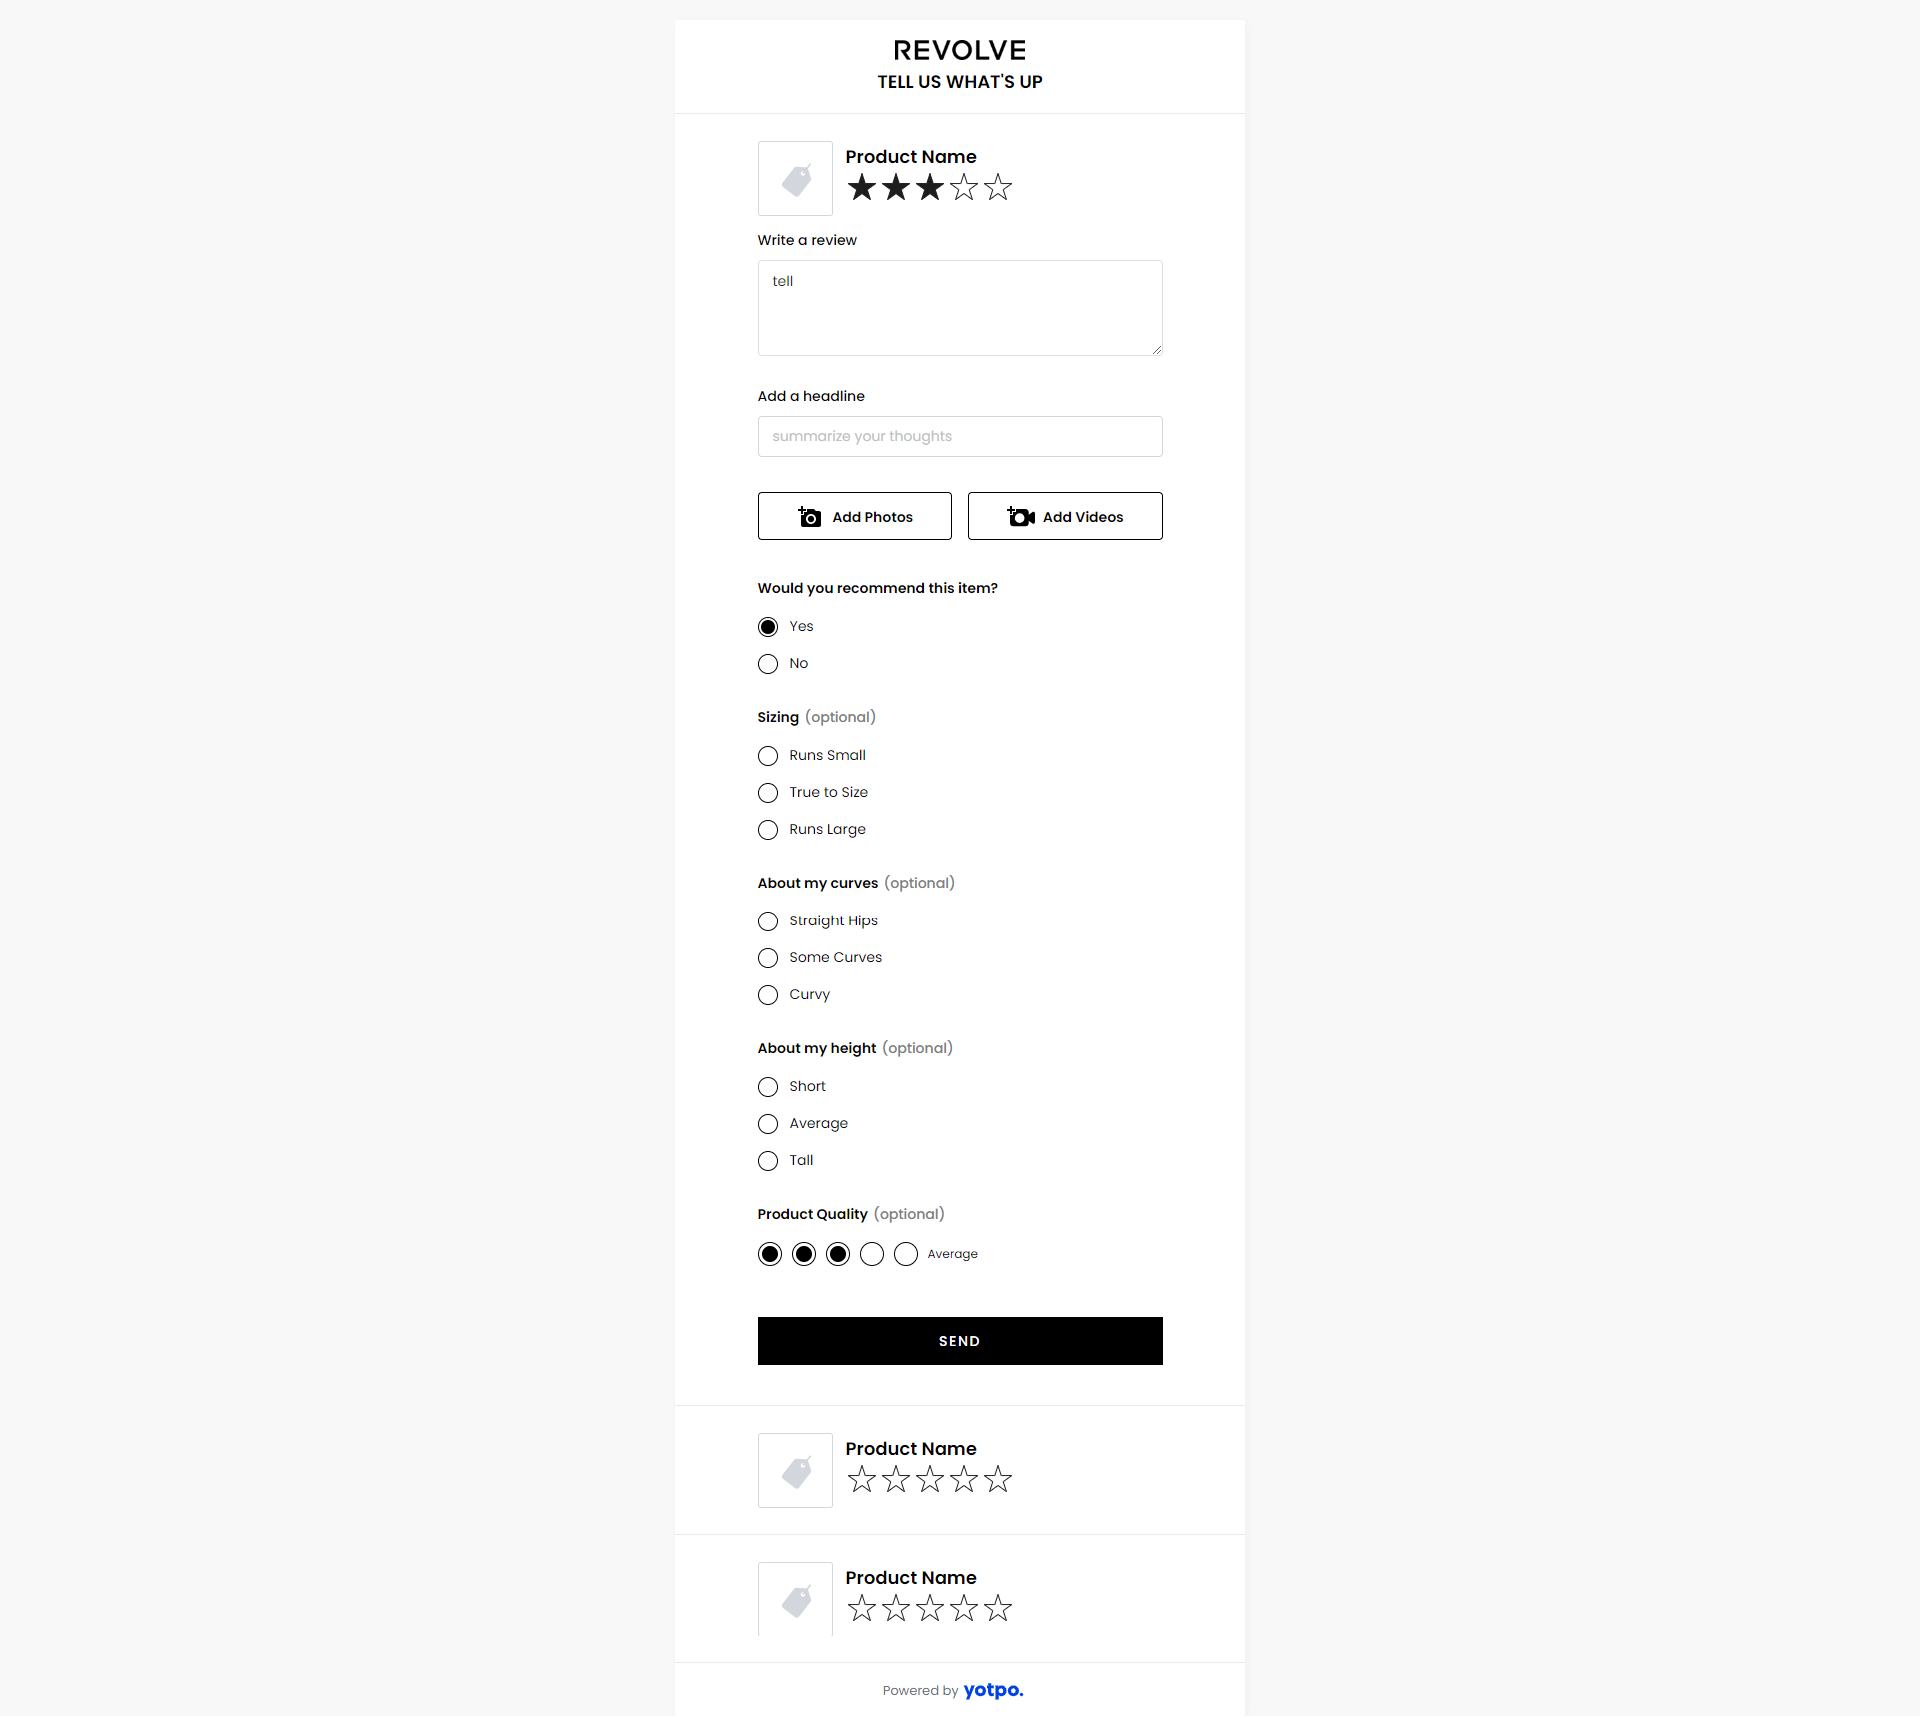 REVOLVE
TELL US WHAT'S UP
Product Name
Write a review
tell
Add a headline
summarize your thoughts
Add Photos
Add Videos
Would you recommend this item?
Yes
No
Sizing (optional)
Runs Small
True to Size
Runs Large
About my curves (optional)
Straight Hips
Some Curves
Curvy
About my height (optional)
Short
Average
Tall
Product Quality (optional)
Average
SEND
Product Name
Product Name
Powered by yotpo.